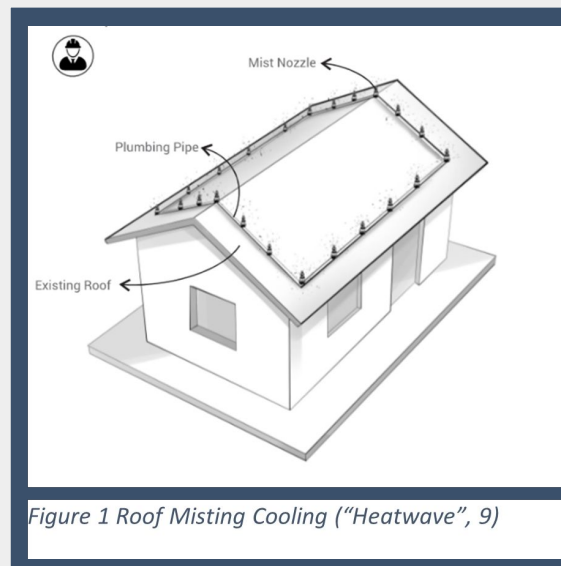 Mist Nozzle
Plumbing Pipe
Existing Roof
Figure 1 Roof Misting Cooling (“Heatwave”, 9)